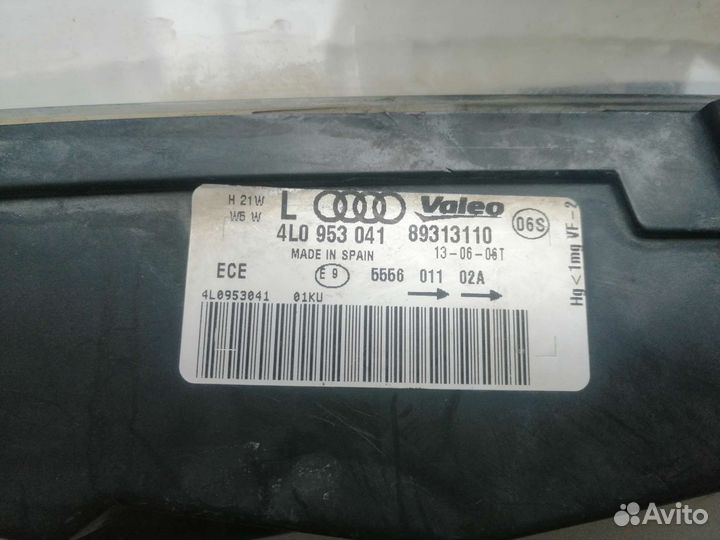 H 21W
W5 W
L Valeo
4L0 953 041 89313110
06S
MADE IN SPAIN 13-06-06T
ECE E 9 5556 011 02A
4L0953041 01KU
Hg<1mg VF-2
Avito